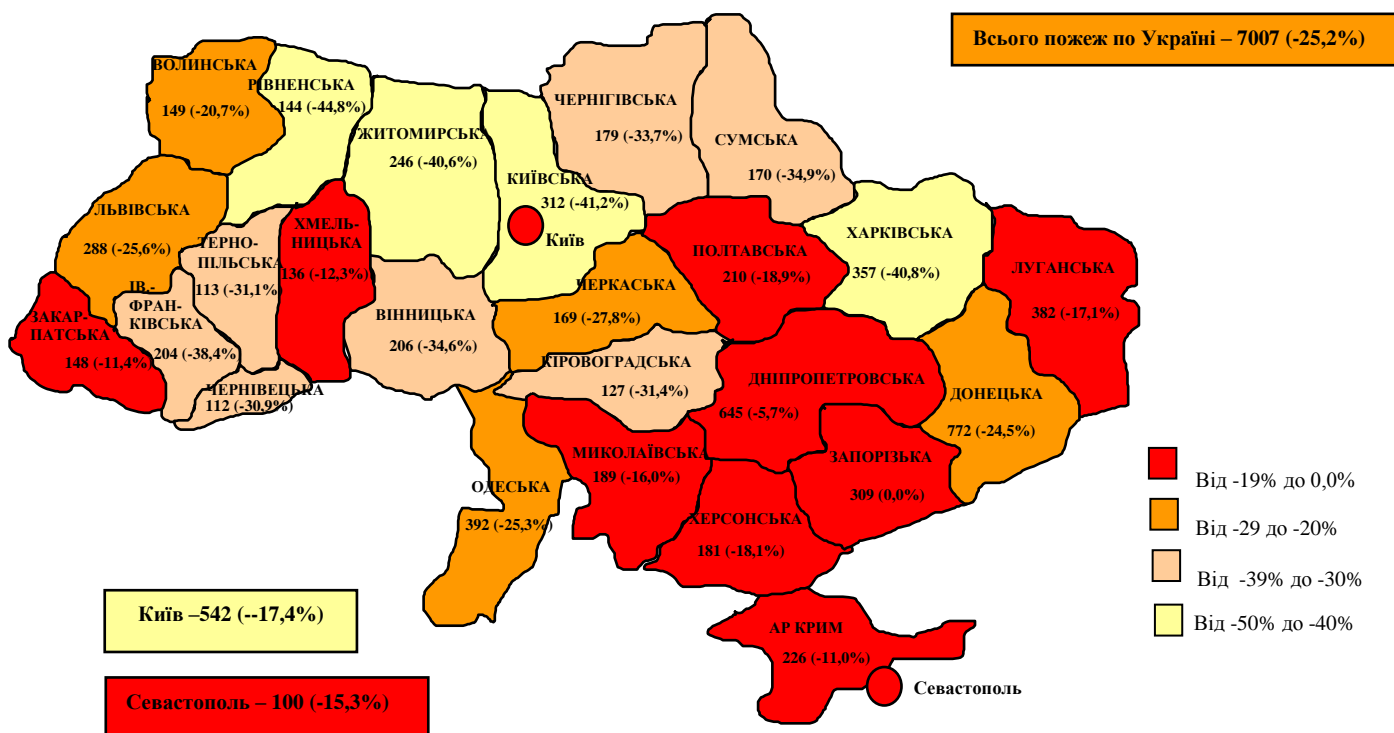 Всього пожеж по Україні – 7007 (-25,2%)
ВОЛИНСЬКА
149 (-20,7%)
РІВНЕНСЬКА
144 (-44,8%)
ЖИТОМИРСЬКА
246 (-40,6%)
КИЇВСЬКА
312 (-41,2%)
Київ
ЧЕРНІГІВСЬКА
179 (-33,7%)
СУМСЬКА
170 (-34,9%)
ЛЬВІВСЬКА
288 (-25,6%)
ТЕРНО-
ПІЛЬСЬКА
113 (-31,1%)
ХМЕЛЬ-
НИЦЬКА
136 (-12,3%)
ПОЛТАВСЬКА
210 (-18,9%)
ХАРКІВСЬКА
357 (-40,8%)
ЛУГАНСЬКА
382 (-17,1%)
ЗАКАР-
ПАТСЬКА
148 (-11,4%)
ІВ.-
ФРАН-
КІВСЬКА
204 (-38,4%)
ЧЕРНІВЕЦЬКА
112 (-30,9%)
ВІННИЦЬКА
206 (-34,6%)
ЧЕРКАСЬКА
169 (-27,8%)
КІРОВОГРАДСЬКА
127 (-31,4%)
ДНІПРОПЕТРОВСЬКА
645 (-5,7%)
ДОНЕЦЬКА
772 (-24,5%)
ОДЕСЬКА
392 (-25,3%)
МИКОЛАЇВСЬКА
189 (-16,0%)
ЗАПОРІЗЬКА
309 (0,0%)
ХЕРСОНСЬКА
181 (-18,1%)
АР КРИМ
226 (-11,0%)
Севастополь
Від -19% до 0,0%
Від -29 до -20%
Від -39% до -30%
Від -50% до -40%
Київ –542 (--17,4%)
Севастополь – 100 (-15,3%)